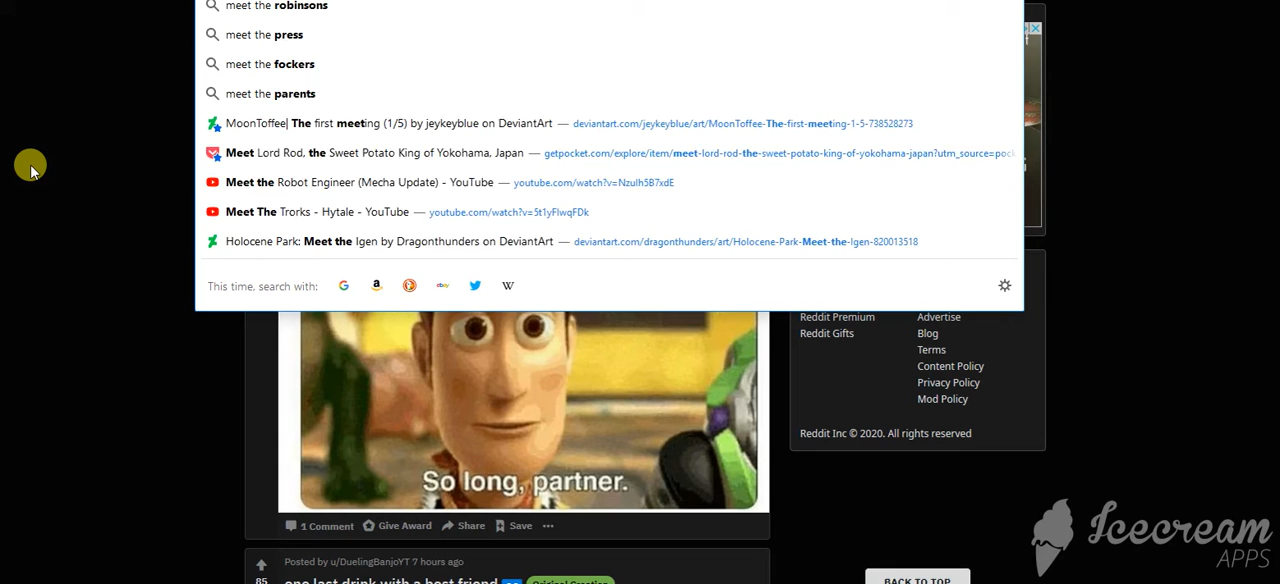 meet the robinsons
meet the press
meet the fockers
meet the parents
MoonToffee| The first meeting (1/5) by jeykeyblue on DeviantArt — deviantart.com/jeykeyblue/art/MoonToffee-The-first-meeting-1-5-738528273
Meet Lord Rod, the Sweet Potato King of Yokohama, Japan — getpocket.com/explore/item/meet-lord-rod-the-sweet-potato-king-of-yokohama-japan?utm_source=pock
Meet the Robot Engineer (Mecha Update) - YouTube — youtube.com/watch?v=Nzulh5B7xdE
Meet The Trorks - Hytale - YouTube — youtube.com/watch?v=5t1yFlwqFDk
Holocene Park: Meet the Igen by Dragonthunders on DeviantArt — deviantart.com/dragonthunders/art/Holocene-Park-Meet-the-Igen-820013518
This time, search with: G a ebay W
Reddit Premium Advertise
Reddit Gifts Blog
Terms
Content Policy
Privacy Policy
Mod Policy
Reddit Inc © 2020. All rights reserved
So long, partner.
1 Comment Give Award Share Save
Posted by u/DuelingBanjoYT 7 hours ago
85 one last drink with a best friend Original Creation
BACK TO TOP
Icecream
APPS